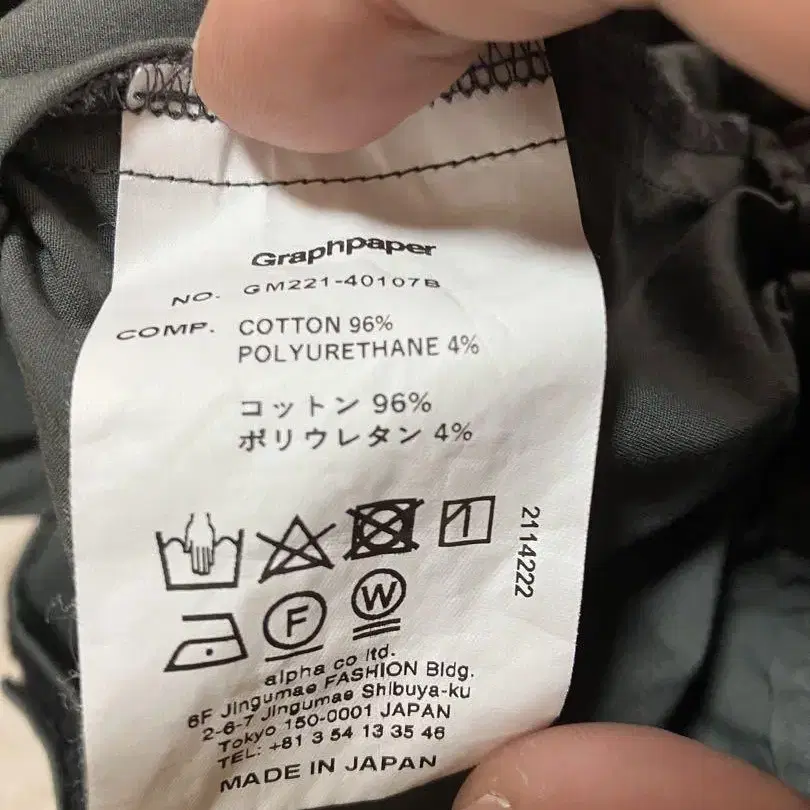 Graphpaper
NO. GM221-40107B
COMP. COTTON 96%
POLYURETHANE 4%
コットン 96%
ポリウレタン 4%
2114222
F
W
alpha co ltd.
6F Jingumae FASHION Bldg.
2-6-7 Jingumae Shibuya-ku
Tokyo 150-0001 JAPAN
TEL: +81 3 54 13 35 46
MADE IN JAPAN